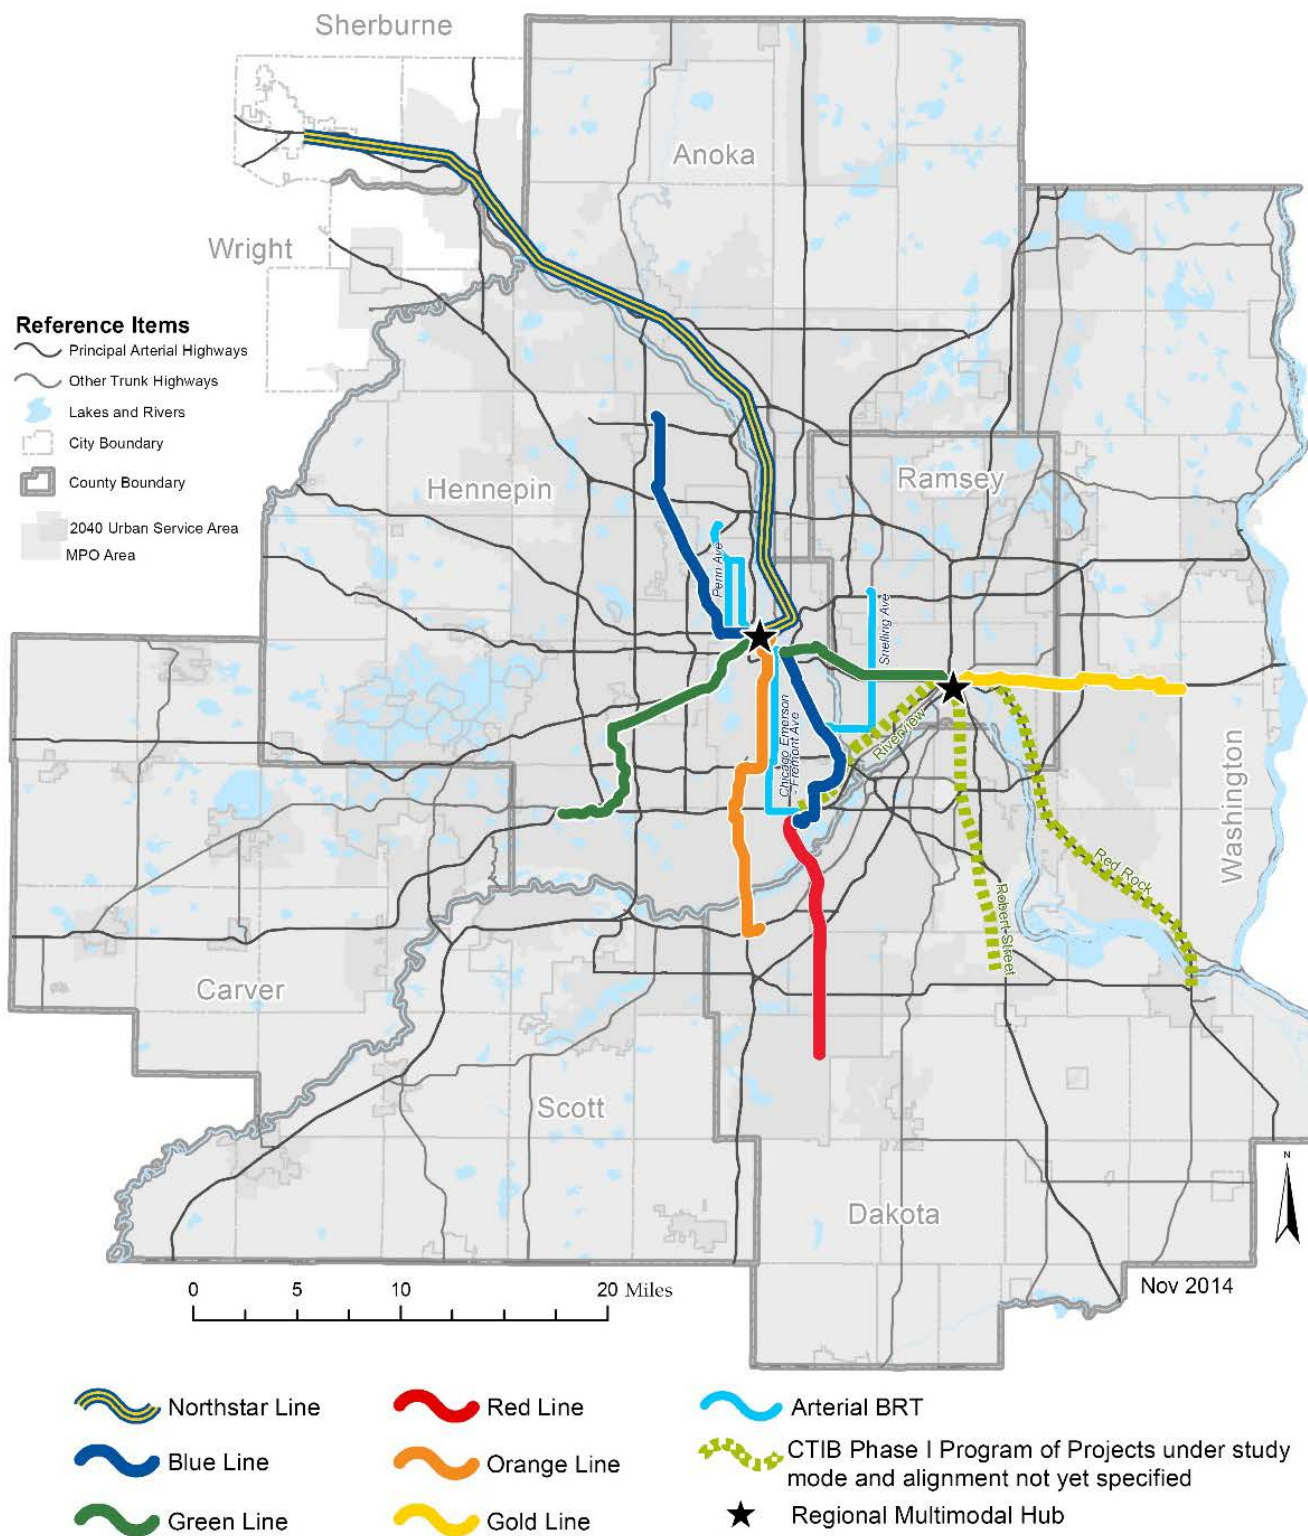 Sherburne
Anoka
Wright
Reference Items
Principal Arterial Highways
Other Trunk Highways
Lakes and Rivers
City Boundary
County Boundary
2040 Urban Service Area
MPO Area
Hennepin
Ramsey
Penn Ave
Snelling Ave
Chicago Emerson
- Fremont Ave
Riverview
Washington
Red Rock
Robert Street
Carver
Scott
Dakota
N
0 5 10 20 Miles
Nov 2014
Northstar Line
Blue Line
Green Line
Red Line
Orange Line
Gold Line
Arterial BRT
CTIB Phase I Program of Projects under study
mode and alignment not yet specified
Regional Multimodal Hub